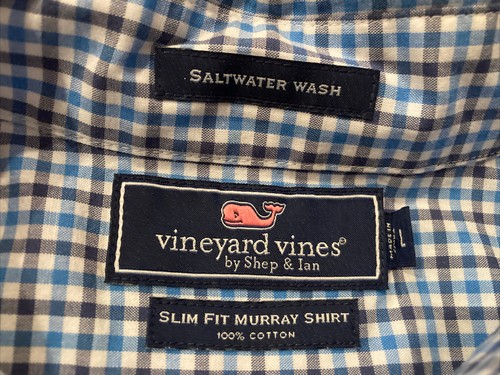 SALTWATER WASH
vineyard vines®
by Shep & Ian
MADE IN
SLIM FIT MURRAY SHIRT
100% COTTON